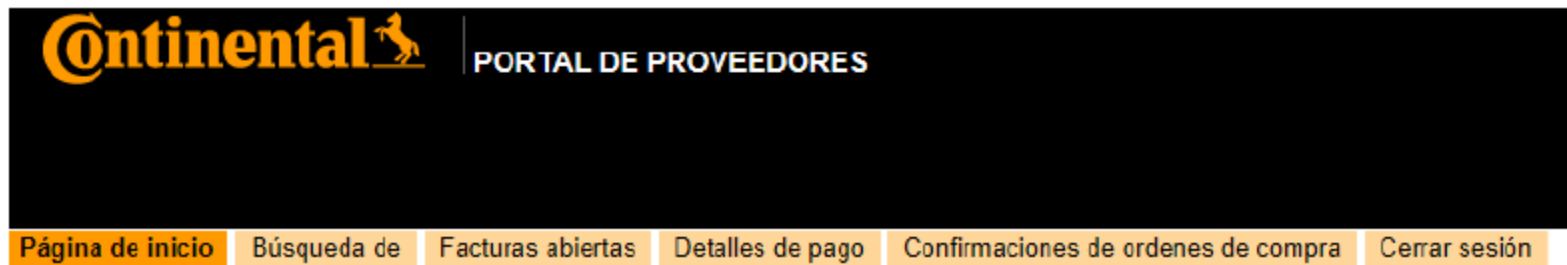 Continental
PORTAL DE PROVEEDORES
Página de inicio Búsqueda de Facturas abiertas Detalles de pago Confirmaciones de ordenes de compra Cerrar sesión